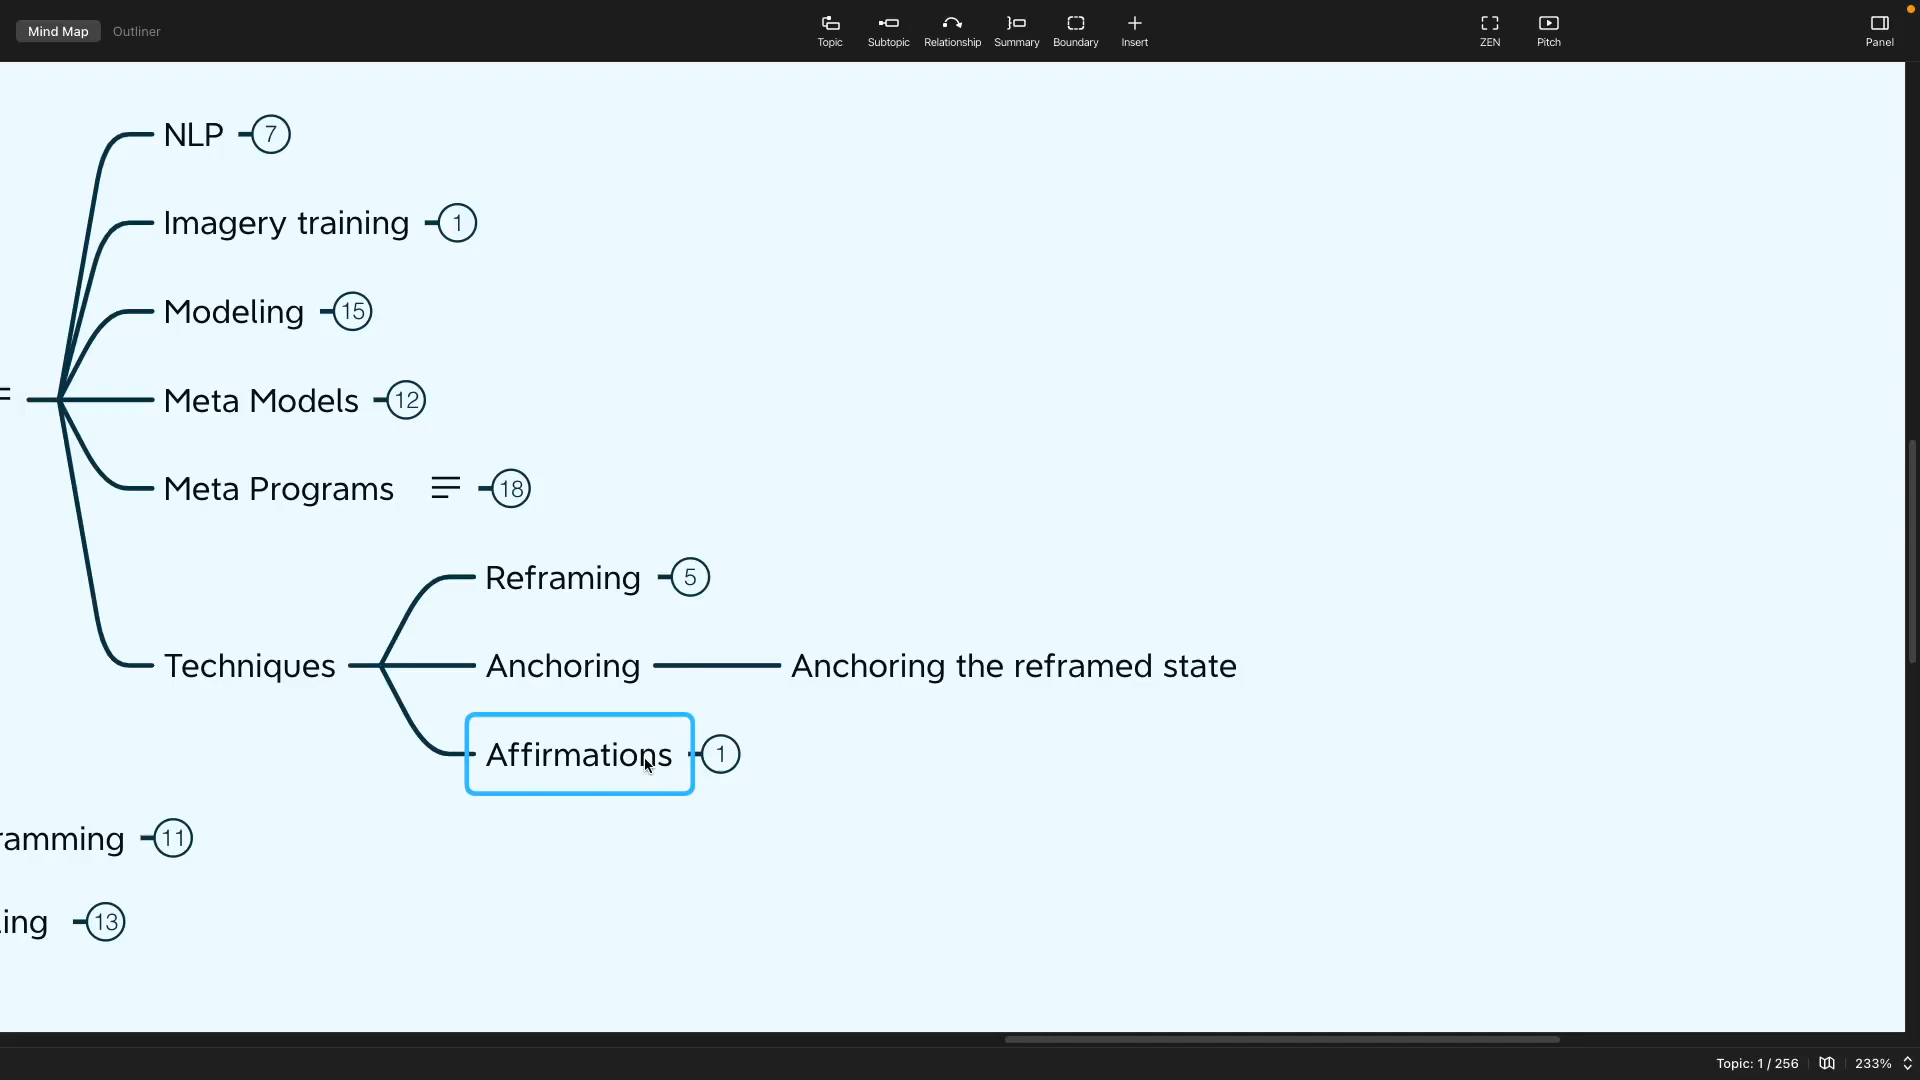 Mind Map Outliner
Topic Subtopic Relationship Summary Boundary Insert ZEN Pitch Panel
NLP 7
Imagery training 1
Modeling 15
Meta Models 12
Meta Programs 18
Reframing 5
Techniques Anchoring Anchoring the reframed state
Affirmations 1
ramming 11
ing 13
Topic: 1 / 256 233%